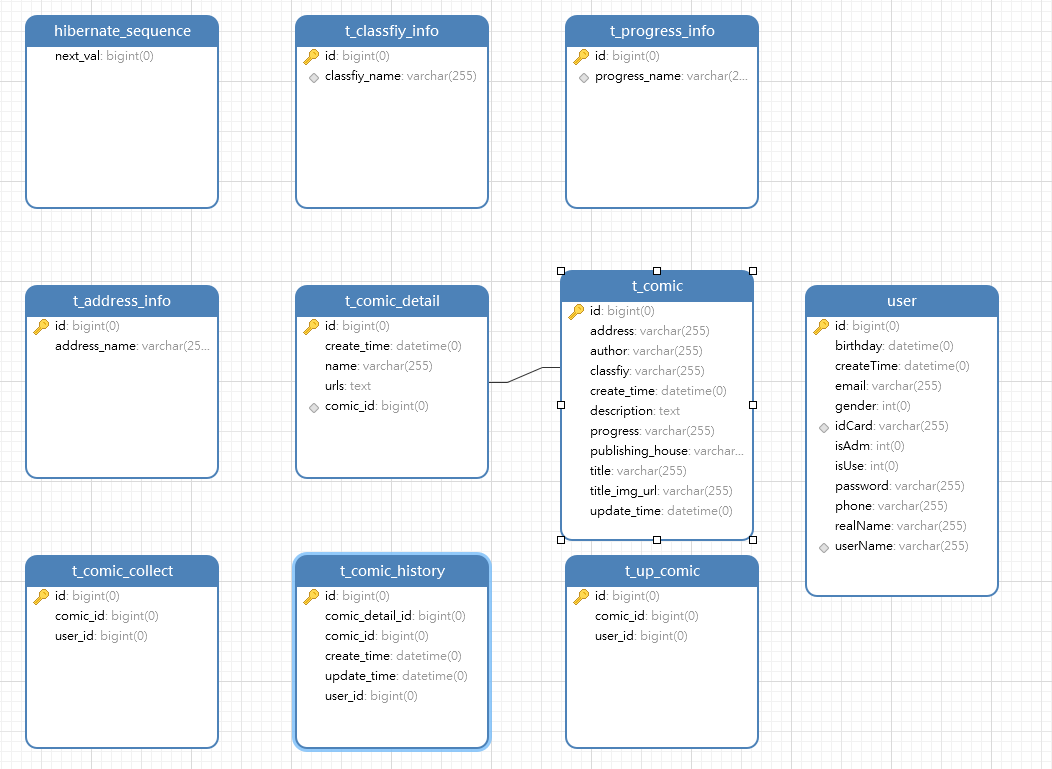 hibernate_sequence
next_val: bigint(0)
t_classfiy_info
id: bigint(0)
classfiy_name: varchar(255)
t_progress_info
id: bigint(0)
progress_name: varchar(2...
t_address_info
id: bigint(0)
address_name: varchar(25...
t_comic_detail
id: bigint(0)
create_time: datetime(0)
name: varchar(255)
urls: text
comic_id: bigint(0)
t_comic
id: bigint(0)
address: varchar(255)
author: varchar(255)
classfiy: varchar(255)
create_time: datetime(0)
description: text
progress: varchar(255)
publishing_house: varchar...
title: varchar(255)
title_img_url: varchar(255)
update_time: datetime(0)
user
id: bigint(0)
birthday: datetime(0)
createTime: datetime(0)
email: varchar(255)
gender: int(0)
idCard: varchar(255)
isAdm: int(0)
isUse: int(0)
password: varchar(255)
phone: varchar(255)
realName: varchar(255)
userName: varchar(255)
t_comic_collect
id: bigint(0)
comic_id: bigint(0)
user_id: bigint(0)
t_comic_history
id: bigint(0)
comic_detail_id: bigint(0)
comic_id: bigint(0)
create_time: datetime(0)
update_time: datetime(0)
user_id: bigint(0)
t_up_comic
id: bigint(0)
comic_id: bigint(0)
user_id: bigint(0)